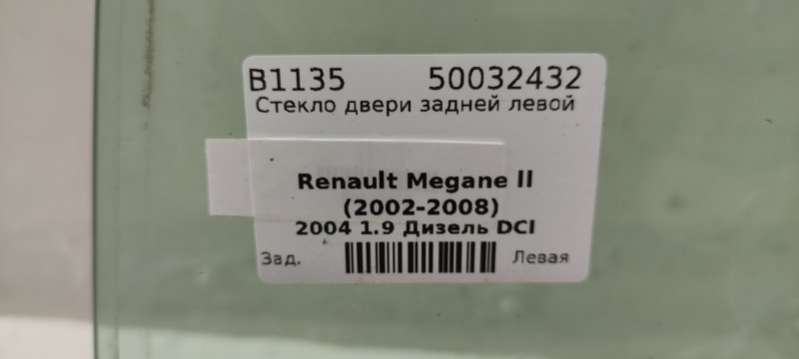 B1135 50032432
Стекло двери задней левой
Renault Megane II
(2002-2008)
2004 1.9 Дизель DCI
Зад. Левая